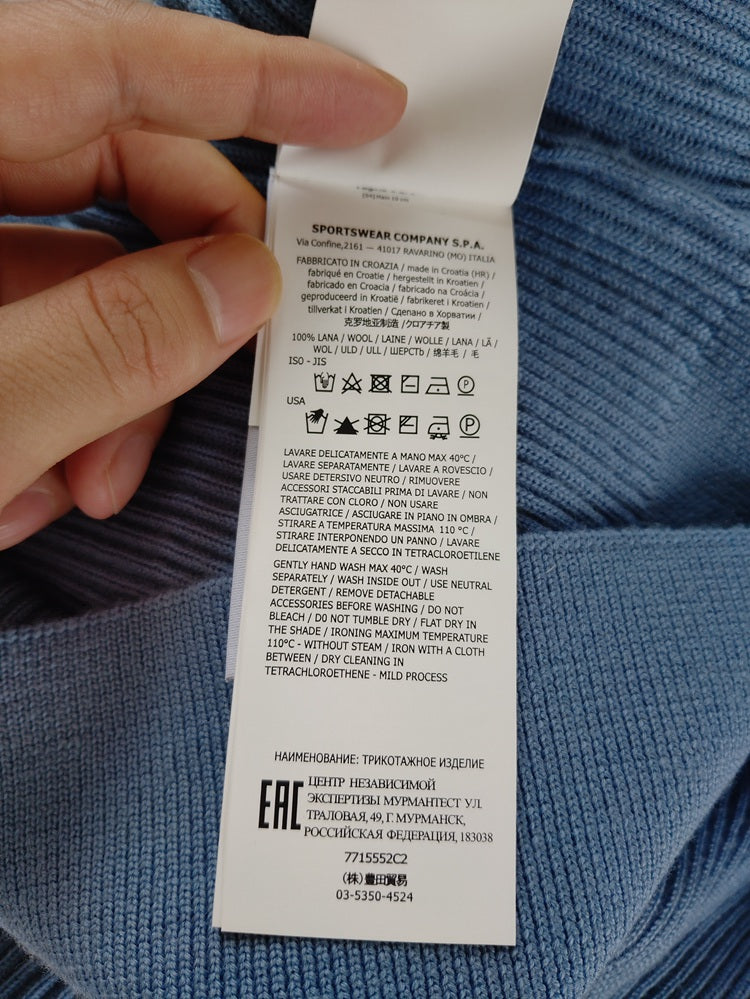 [94] Main 10 cm
SPORTSWEAR COMPANY S.P.A.
Via Confine,2161 — 41017 RAVARINO (MO) ITALIA
FABBRICATO IN CROAZIA / made in Croatia (HR) /
fabriqué en Croatie / hergestellt in Kroatien /
fabricado en Croacia / fabricado na Croácia /
geproduceerd in Kroatië / fabrikeret i Kroatien /
tillverkat i Kroatien / Сделано в Хорватии /
克罗地亚制造 /クロアチア製
100% LANA / WOOL / LAINE / WOLLE / LANA / LÃ /
WOL / ULD / ULL / ШЕРСТЬ / 绵羊毛 / 毛
ISO - JIS
P
USA
P
LAVARE DELICATAMENTE A MANO MAX 40°C /
LAVARE SEPARATAMENTE / LAVARE A ROVESCIO /
USARE DETERSIVO NEUTRO / RIMUOVERE
ACCESSORI STACCABILI PRIMA DI LAVARE / NON
TRATTARE CON CLORO / NON USARE
ASCIUGATRICE / ASCIUGARE IN PIANO IN OMBRA /
STIRARE A TEMPERATURA MASSIMA 110 °C /
STIRARE INTERPONENDO UN PANNO / LAVARE
DELICATAMENTE A SECCO IN TETRACLOROETILENE
GENTLY HAND WASH MAX 40°C / WASH
SEPARATELY / WASH INSIDE OUT / USE NEUTRAL
DETERGENT / REMOVE DETACHABLE
ACCESSORIES BEFORE WASHING / DO NOT
BLEACH / DO NOT TUMBLE DRY / FLAT DRY IN
THE SHADE / IRONING MAXIMUM TEMPERATURE
110°C - WITHOUT STEAM / IRON WITH A CLOTH
BETWEEN / DRY CLEANING IN
TETRACHLOROETHENE - MILD PROCESS
НАИМЕНОВАНИЕ: ТРИКОТАЖНОЕ ИЗДЕЛИЕ
EAC
ЦЕНТР НЕЗАВИСИМОЙ
ЭКСПЕРТИЗЫ МУРМАНТЕСТ УЛ.
ТРАЛОВАЯ, 49, Г. МУРМАНСК,
РОССИЙСКАЯ ФЕДЕРАЦИЯ, 183038
7715552C2
(株)豊田貿易
03-5350-4524